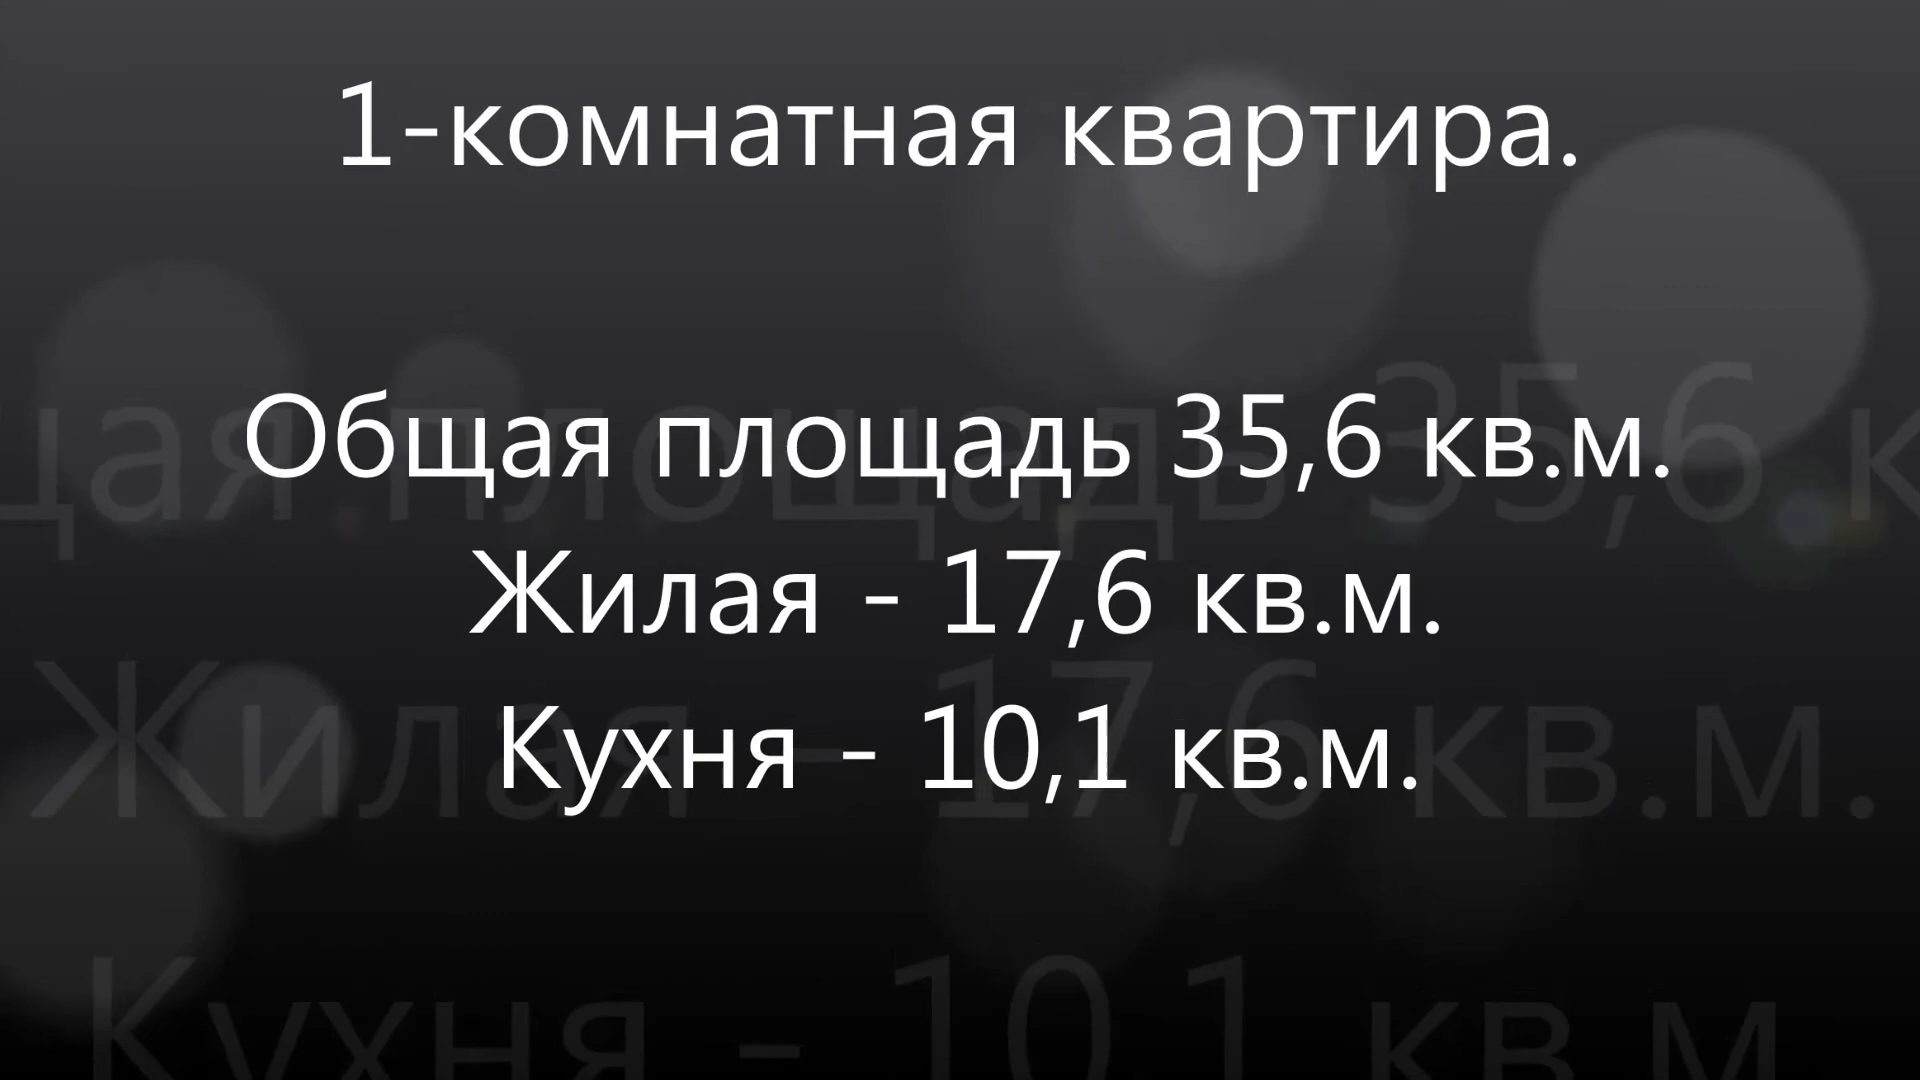 1-комнатная квартира.
Общая площадь 35,6 кв.м.
Жилая - 17,6 кв.м.
Кухня - 10,1 кв.м.